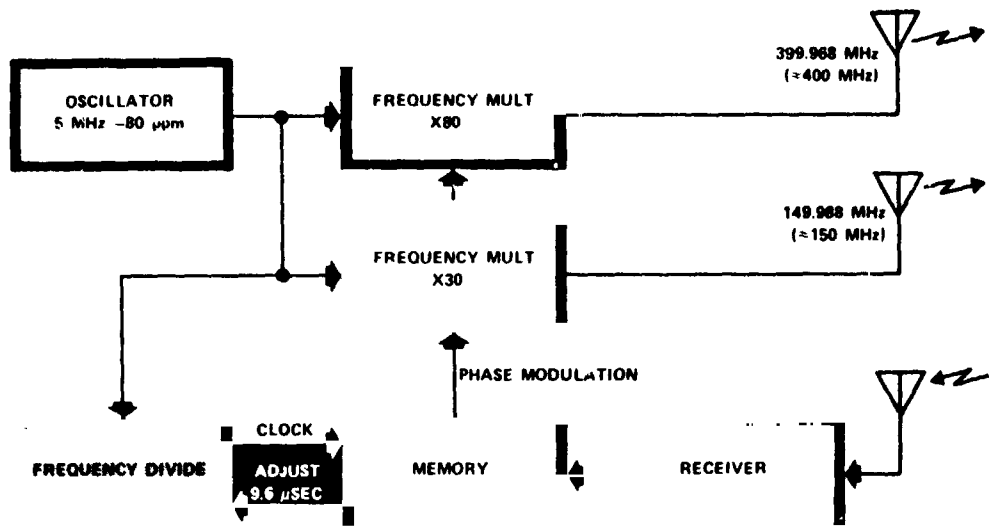 OSCILLATOR
5 MHz -80 ppm
FREQUENCY MULT
X80
399.968 MHz
(≈400 MHz)
FREQUENCY MULT
X30
149.988 MHz
(≈150 MHz)
PHASE MODULATION
FREQUENCY DIVIDE
CLOCK
ADJUST
9.6 μSEC
MEMORY
RECEIVER